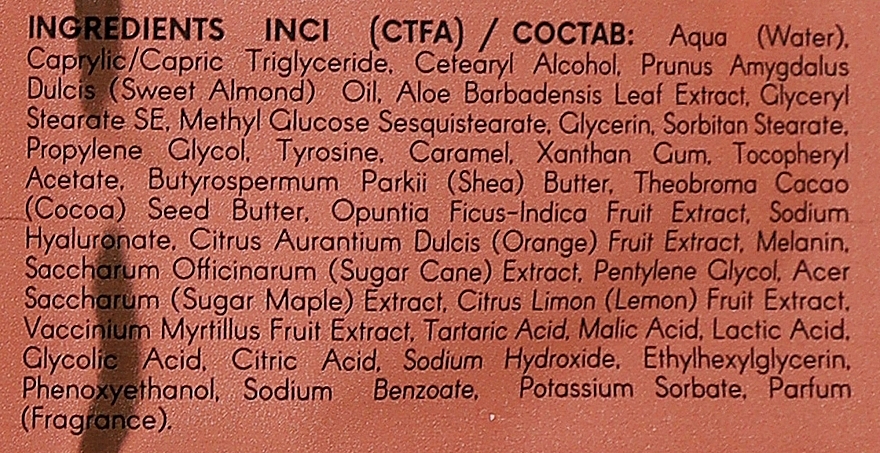 INGREDIENTS INCI (CTFA) / СОСТАВ: Aqua (Water),
Caprylic/Capric Triglyceride, Cetearyl Alcohol, Prunus Amygdalus
Dulcis (Sweet Almond) Oil, Aloe Barbadensis Leaf Extract, Glyceryl
Stearate SE, Methyl Glucose Sesquistearate, Glycerin, Sorbitan Stearate,
Propylene Glycol, Tyrosine, Caramel, Xanthan Gum, Tocopheryl
Acetate, Butyrospermum Parkii (Shea) Butter, Theobroma Cacao
(Cocoa) Seed Butter, Opuntia Ficus-Indica Fruit Extract, Sodium
Hyaluronate, Citrus Aurantium Dulcis (Orange) Fruit Extract, Melanin,
Saccharum Officinarum (Sugar Cane) Extract, Pentylene Glycol, Acer
Saccharum (Sugar Maple) Extract, Citrus Limon (Lemon) Fruit Extract,
Vaccinium Myrtillus Fruit Extract, Tartaric Acid, Malic Acid, Lactic Acid,
Glycolic Acid, Citric Acid, Sodium Hydroxide, Ethylhexylglycerin,
Phenoxyethanol, Sodium Benzoate, Potassium Sorbate, Parfum
(Fragrance).